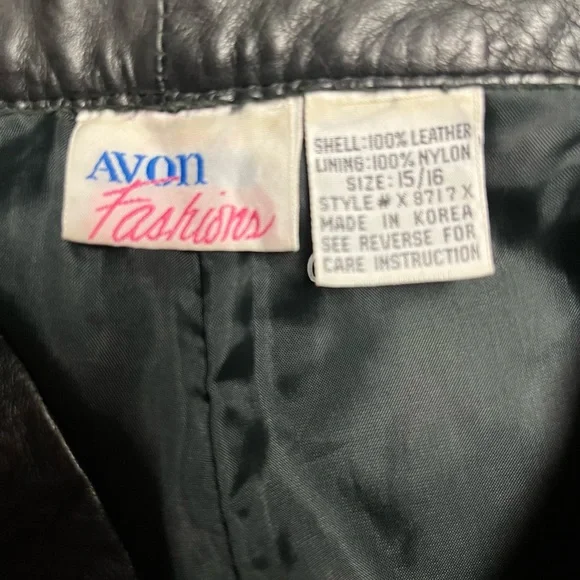 AVON
Fashions
SHELL:100% LEATHER
LINING:100% NYLON
SIZE: 15/16
STYLE # X 8717 X
MADE IN KOREA
SEE REVERSE FOR
CARE INSTRUCTION